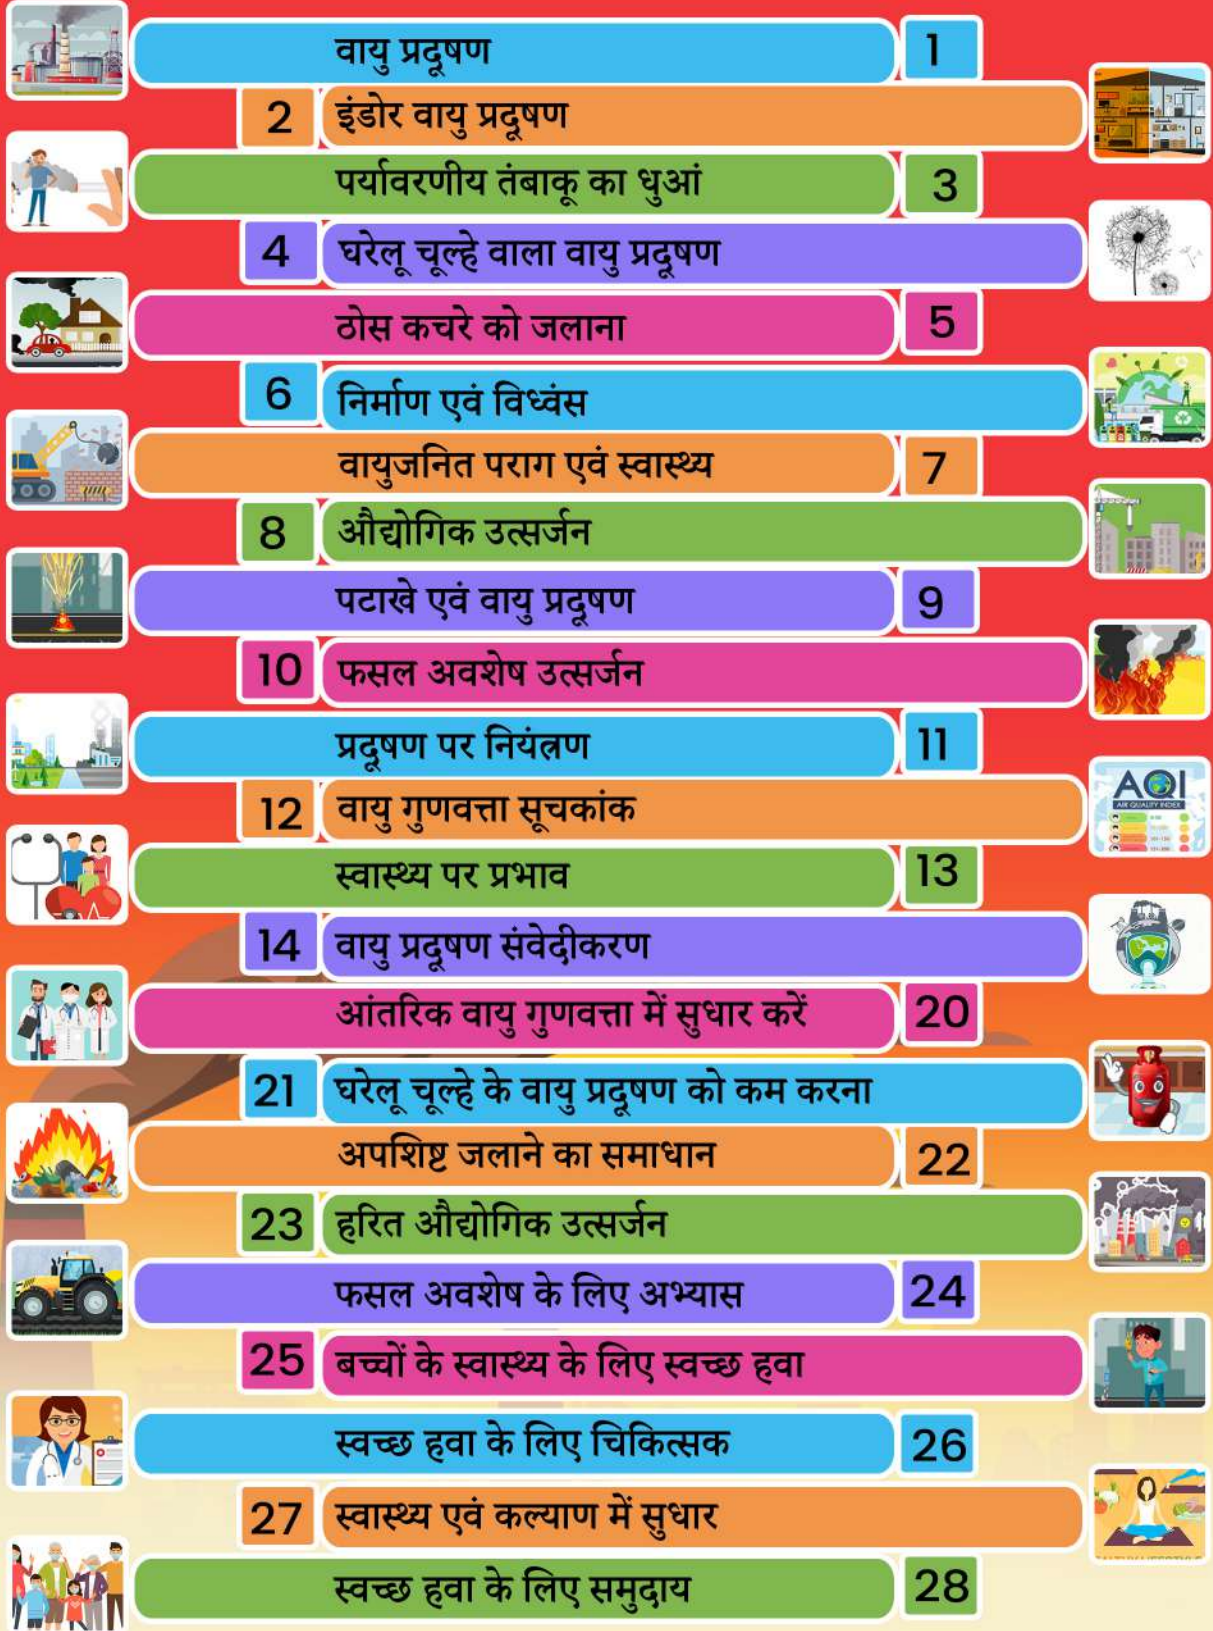 वायु प्रदूषण 1
2 इंडोर वायु प्रदूषण
पर्यावरणीय तंबाकू का धुआं 3
4 घरेलू चूल्हे वाला वायु प्रदूषण
ठोस कचरे को जलाना 5
6 निर्माण एवं विध्वंस
वायुजनित पराग एवं स्वास्थ्य 7
8 औद्योगिक उत्सर्जन
पटाखे एवं वायु प्रदूषण 9
10 फसल अवशेष उत्सर्जन
प्रदूषण पर नियंत्रण 11
AQI
AIR QUALITY INDEX
12 वायु गुणवत्ता सूचकांक
स्वास्थ्य पर प्रभाव 13
14 वायु प्रदूषण संवेदीकरण
आंतरिक वायु गुणवत्ता में सुधार करें 20
21 घरेलू चूल्हे के वायु प्रदूषण को कम करना
अपशिष्ट जलाने का समाधान 22
23 हरित औद्योगिक उत्सर्जन
फसल अवशेष के लिए अभ्यास 24
25 बच्चों के स्वास्थ्य के लिए स्वच्छ हवा
स्वच्छ हवा के लिए चिकित्सक 26
27 स्वास्थ्य एवं कल्याण में सुधार
स्वच्छ हवा के लिए समुदाय 28